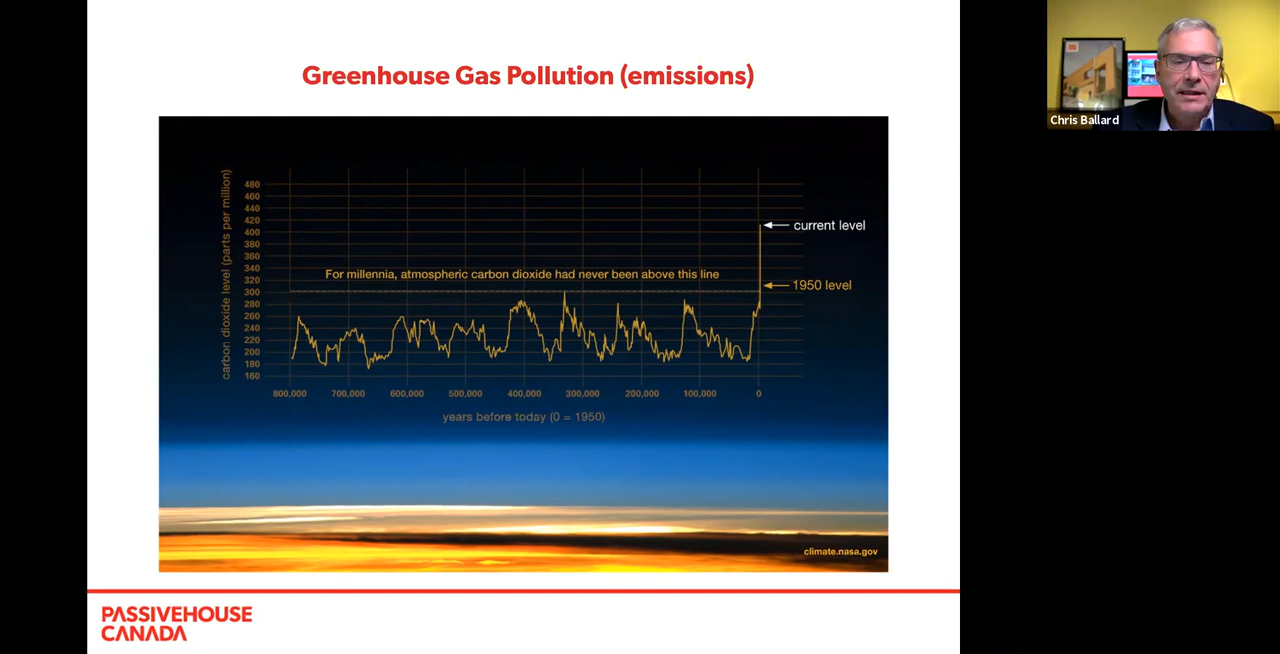 Greenhouse Gas Pollution (emissions)
Chris Ballard
carbon dioxide level (parts per million)
480
460
440
420
400
380
360
340
320
300
280
260
240
220
200
180
160
current level
For millennia, atmospheric carbon dioxide had never been above this line
1950 level
800,000 700,000 600,000 500,000 400,000 300,000 200,000 100,000 0
years before today (0 = 1950)
climate.nasa.gov
PASSIVEHOUSE
CANADA